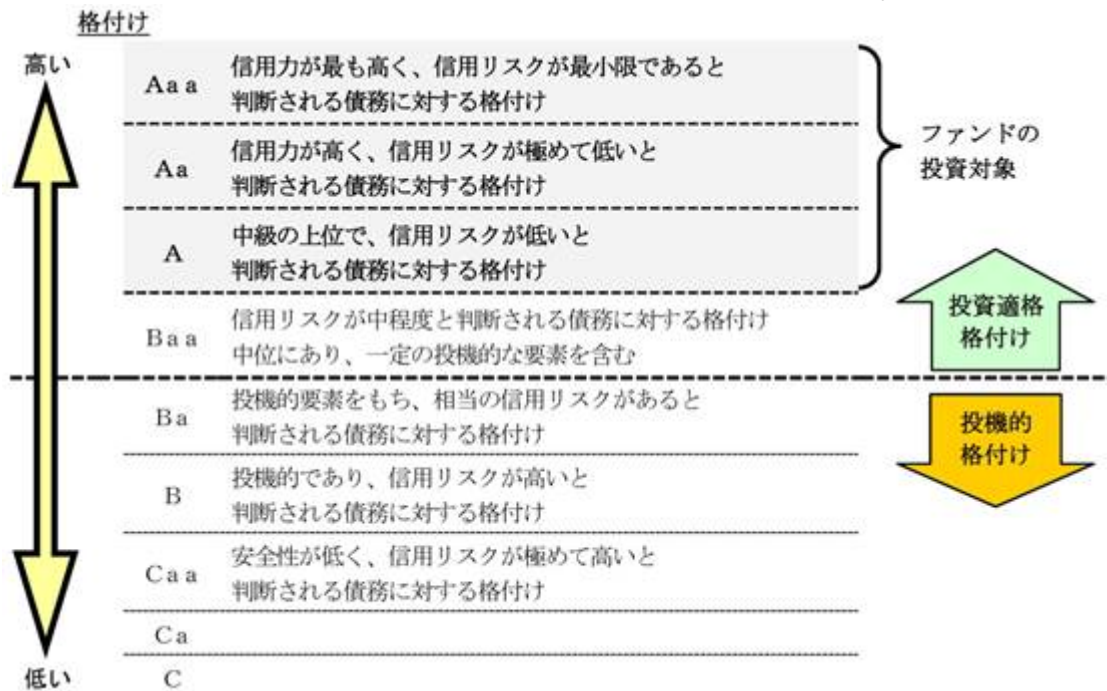 格付け
高い
Aaa
信用力が最も高く、信用リスクが最小限であると
判断される債務に対する格付け
Aa
信用力が高く、信用リスクが極めて低いと
判断される債務に対する格付け
A
中級の上位で、信用リスクが低いと
判断される債務に対する格付け
ファンドの
投資対象
Baa
信用リスクが中程度と判断される債務に対する格付け
中位にあり、一定の投機的な要素を含む
投資適格
格付け
Ba
投機的要素をもち、相当の信用リスクがあると
判断される債務に対する格付け
投機的
格付け
B
投機的であり、信用リスクが高いと
判断される債務に対する格付け
Caa
安全性が低く、信用リスクが極めて高いと
判断される債務に対する格付け
Ca
C
低い